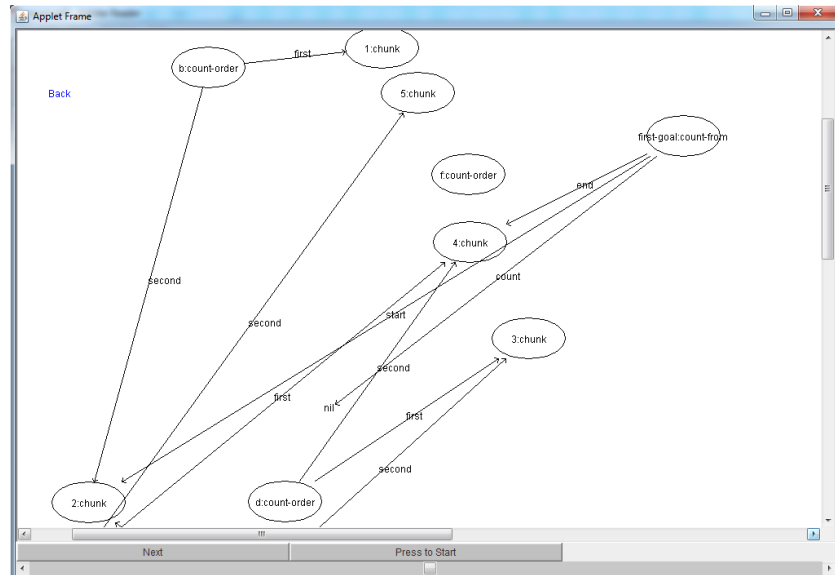 Applet Frame
first
1:chunk
b:count-order
5:chunk
Back
first-goal:count-from
f:count-order
end
4:chunk
second
count
start
second
3:chunk
second
first
nil
first
second
2:chunk
d:count-order
Next
Press to Start